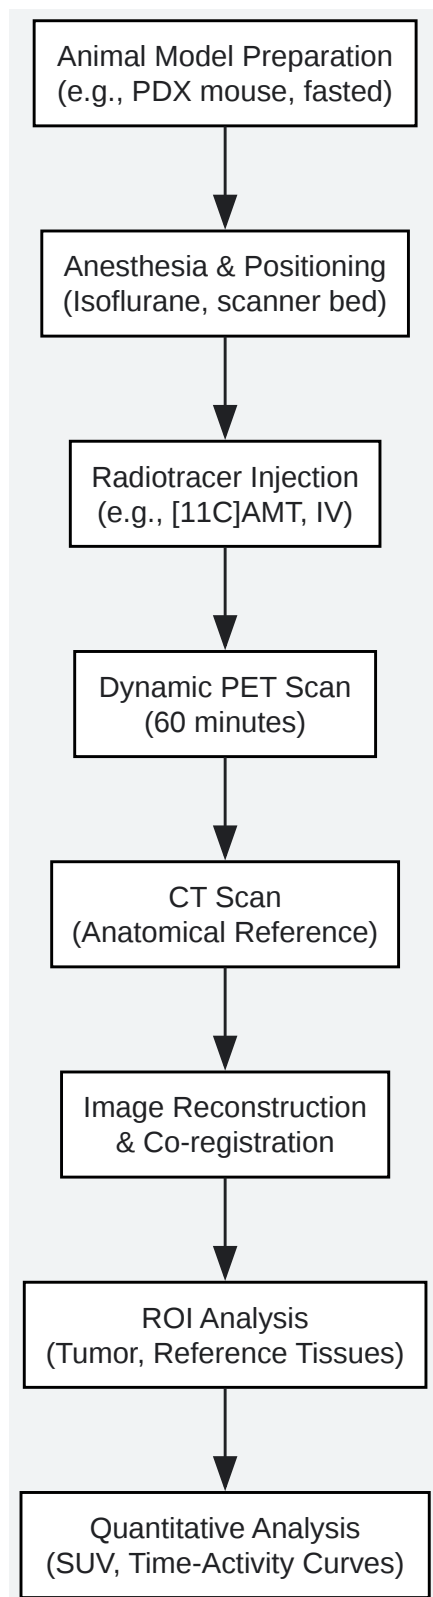 Animal Model Preparation
(e.g., PDX mouse, fasted)
Anesthesia & Positioning
(Isoflurane, scanner bed)
Radiotracer Injection
(e.g., [11C]AMT, IV)
Dynamic PET Scan
(60 minutes)
CT Scan
(Anatomical Reference)
Image Reconstruction
& Co-registration
ROI Analysis
(Tumor, Reference Tissues)
Quantitative Analysis
(SUV, Time-Activity Curves)